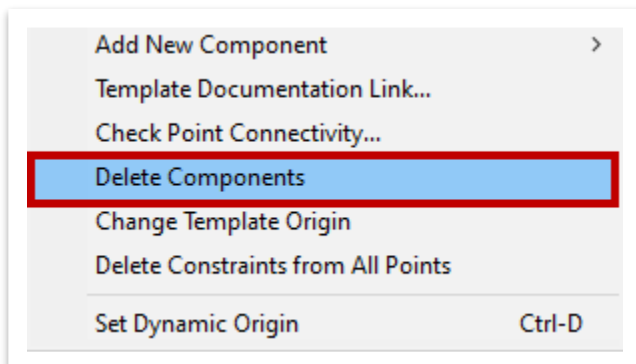 Add New Component >
Template Documentation Link...
Check Point Connectivity...
Delete Components
Change Template Origin
Delete Constraints from All Points
Set Dynamic Origin Ctrl-D